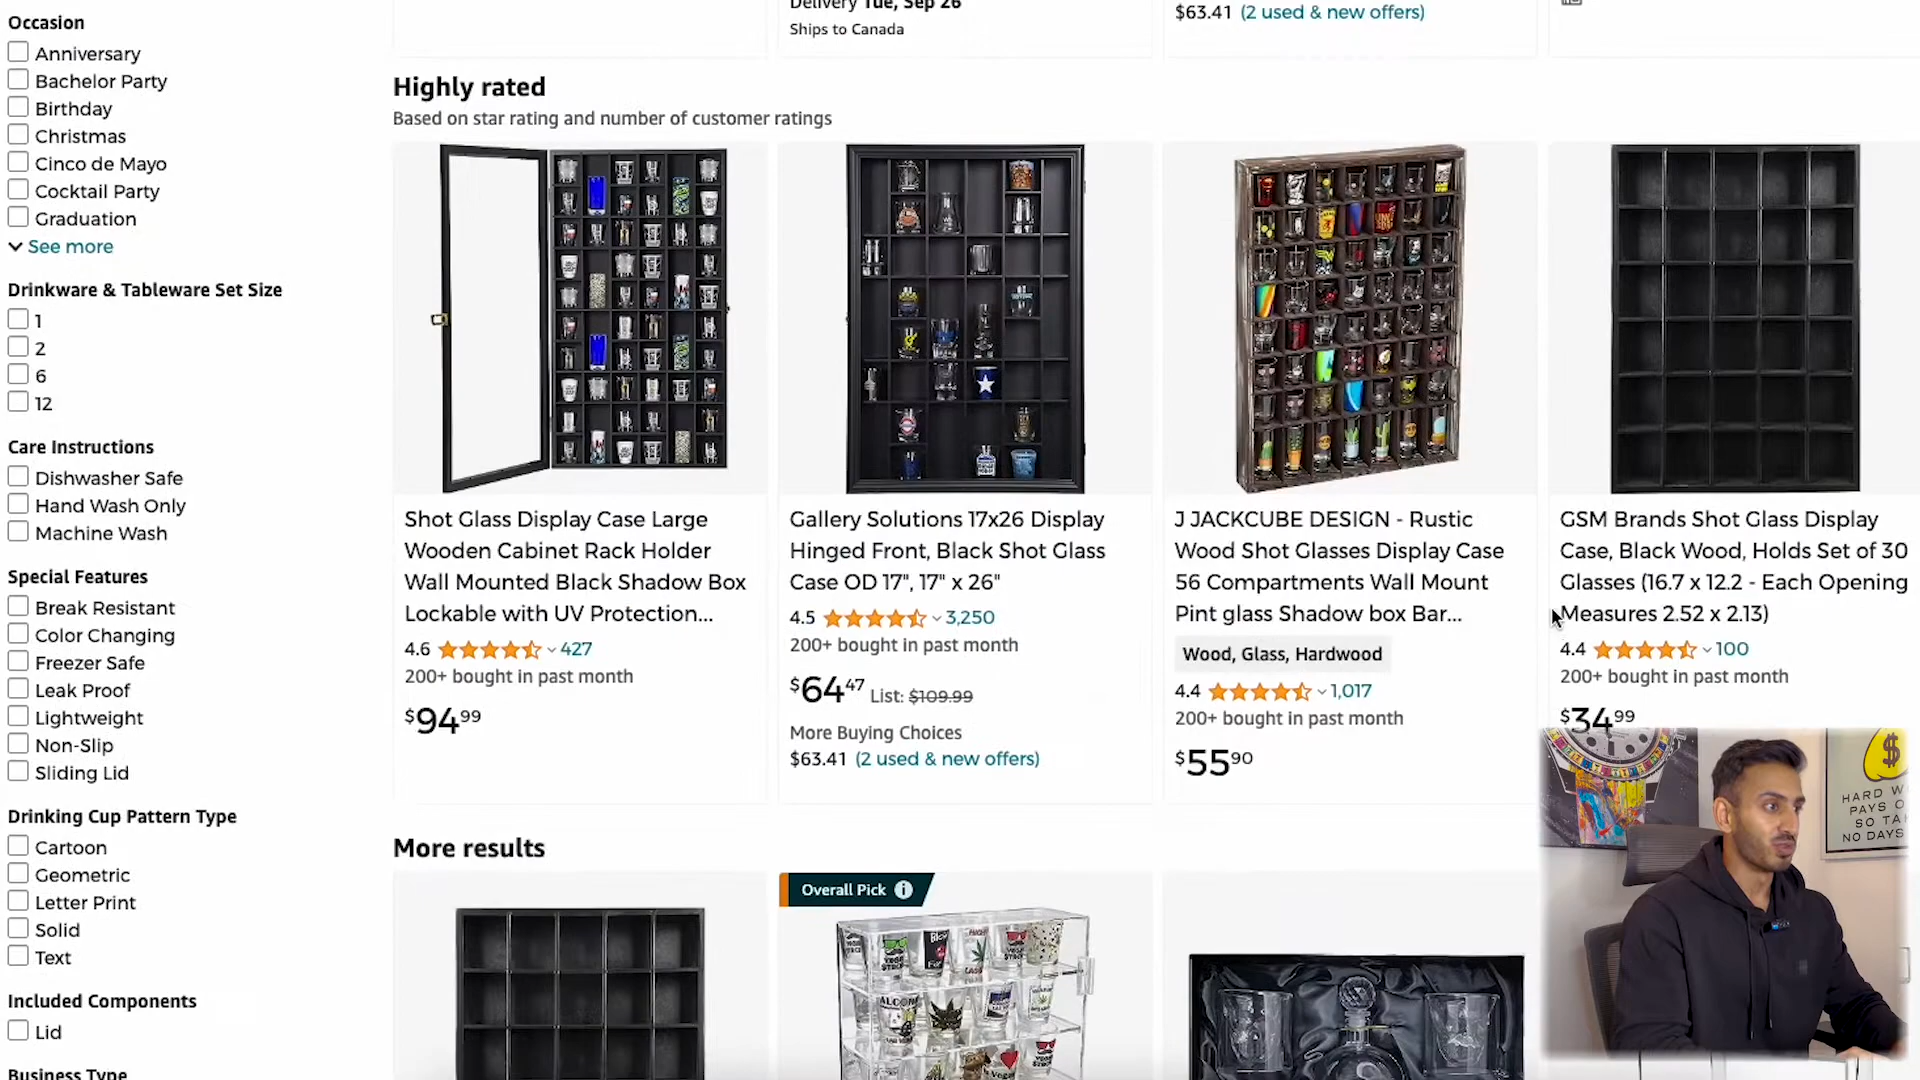 Occasion
Anniversary
Bachelor Party
Birthday
Christmas
Cinco de Mayo
Cocktail Party
Graduation
See more
Drinkware & Tableware Set Size
1
2
6
12
Care Instructions
Dishwasher Safe
Hand Wash Only
Machine Wash
Special Features
Break Resistant
Color Changing
Freezer Safe
Leak Proof
Lightweight
Non-Slip
Sliding Lid
Drinking Cup Pattern Type
Cartoon
Geometric
Letter Print
Solid
Text
Included Components
Lid
Business Type
Delivery Tue, Sep 26
Ships to Canada
$63.41 (2 used & new offers)
Highly rated
Based on star rating and number of customer ratings
Shot Glass Display Case Large
Wooden Cabinet Rack Holder
Wall Mounted Black Shadow Box
Lockable with UV Protection...
4.6 427
200+ bought in past month
$94.99
Gallery Solutions 17x26 Display
Hinged Front, Black Shot Glass
Case OD 17", 17" x 26"
4.5 3,250
200+ bought in past month
$64.47 List: $109.99
More Buying Choices
$63.41 (2 used & new offers)
J JACKCUBE DESIGN - Rustic
Wood Shot Glasses Display Case
56 Compartments Wall Mount
Pint glass Shadow box Bar...
Wood, Glass, Hardwood
4.4 1,017
200+ bought in past month
$55.90
GSM Brands Shot Glass Display
Case, Black Wood, Holds Set of 30
Glasses (16.7 x 12.2 - Each Opening
Measures 2.52 x 2.13)
4.4 100
200+ bought in past month
$34.99
More results
Overall Pick
$
HARD W
PAYS O
SO TA
NO DAYS